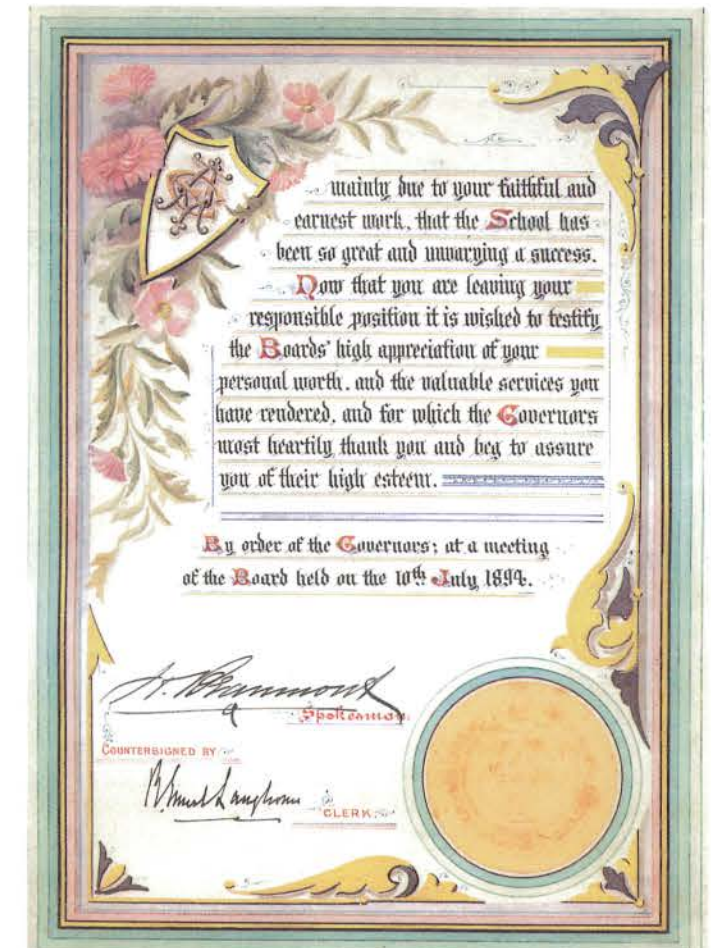 mainly due to your faithful and
earnest work, that the School has
been so great and unvarying a success.
Now that you are leaving your
responsible position it is wished to testify
the Boards' high appreciation of your
personal worth, and the valuable services you
have rendered, and for which the Governors
most heartily thank you and beg to assure
you of their high esteem.
By order of the Governors; at a meeting
of the Board held on the 10th July 1894.
Beaumont
Spokesman.
COUNTERSIGNED BY
CLERK.